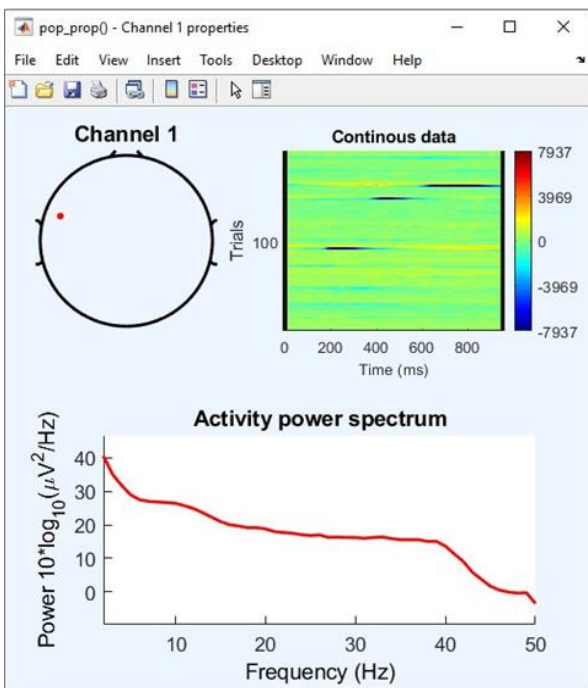 pop_prop() - Channel 1 properties
File Edit View Insert Tools Desktop Window Help
Channel 1
Continous data
Trials
100
0 200 400 600 800
Time (ms)
7937
3969
0
-3969
-7937
Activity power spectrum
Power 10*log₁₀(μV²/Hz)
40
30
20
10
0
10 20 30 40 50
Frequency (Hz)